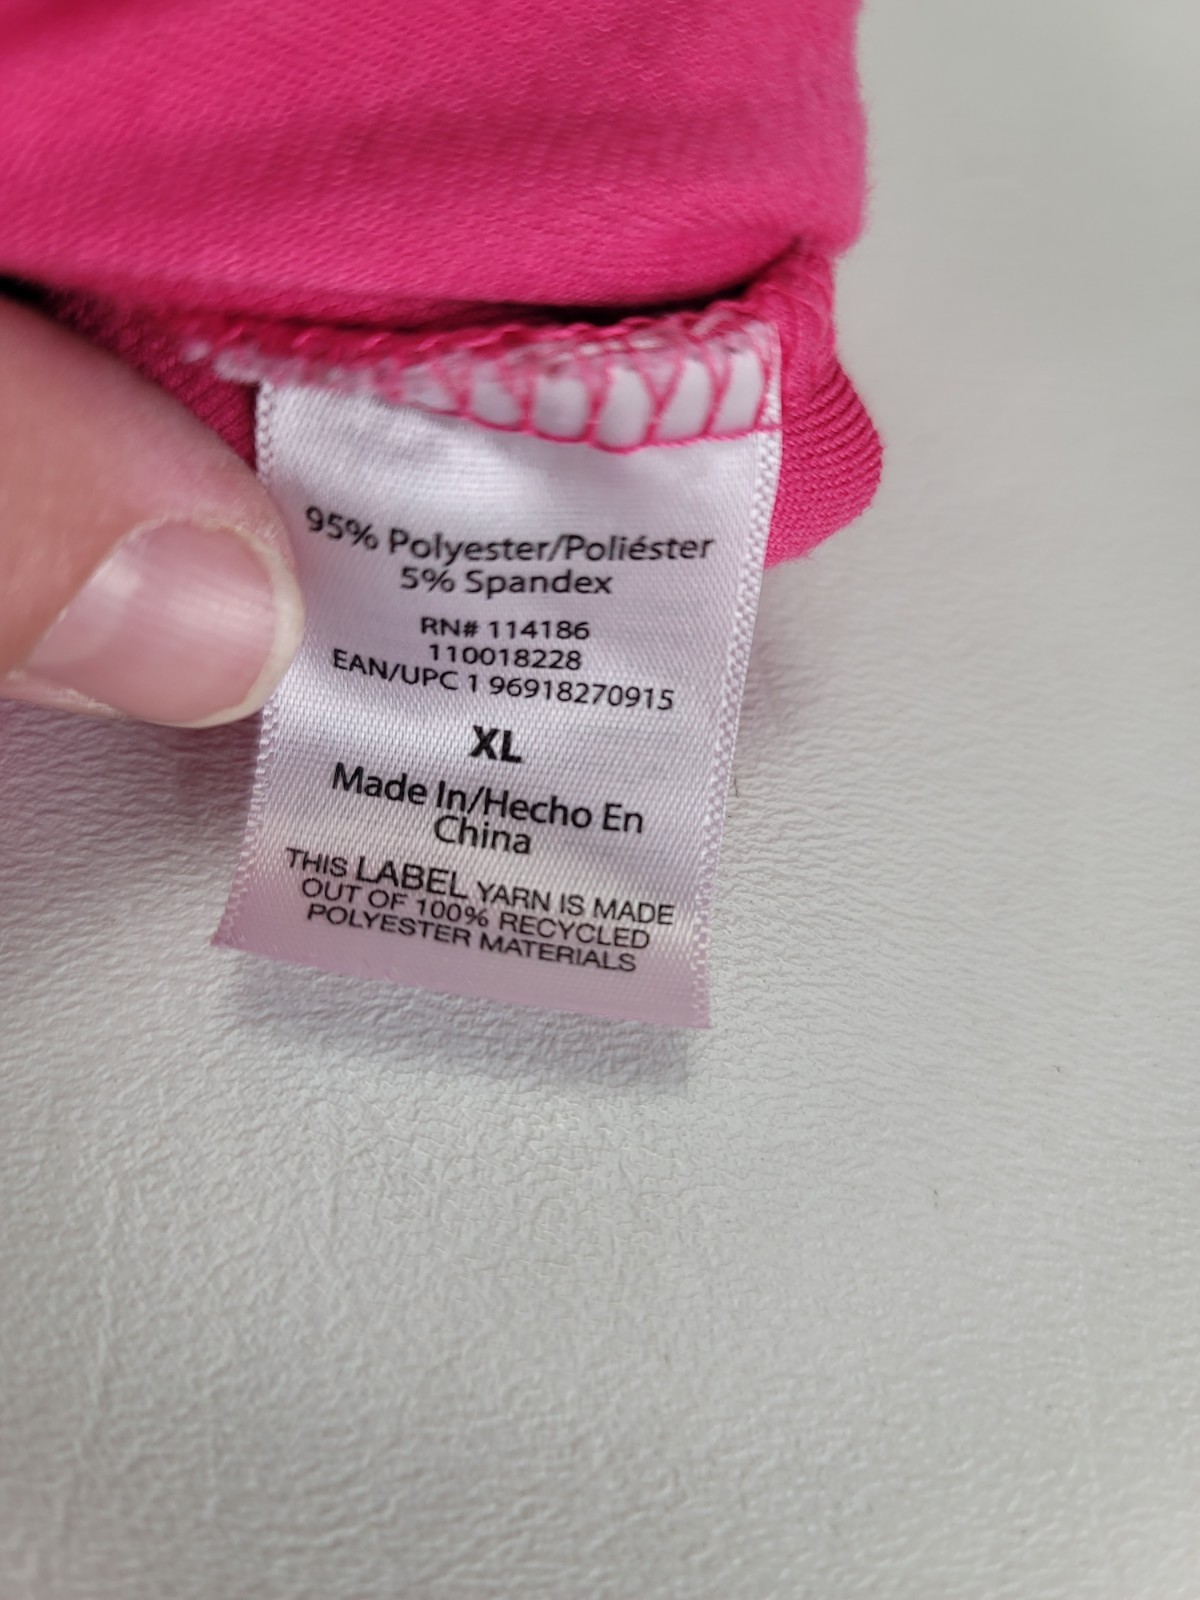 95% Polyester/Poliéster
5% Spandex
RN# 114186
110018228
EAN/UPC 1 96918270915
XL
Made In/Hecho En
China
THIS LABEL YARN IS MADE
OUT OF 100% RECYCLED
POLYESTER MATERIALS